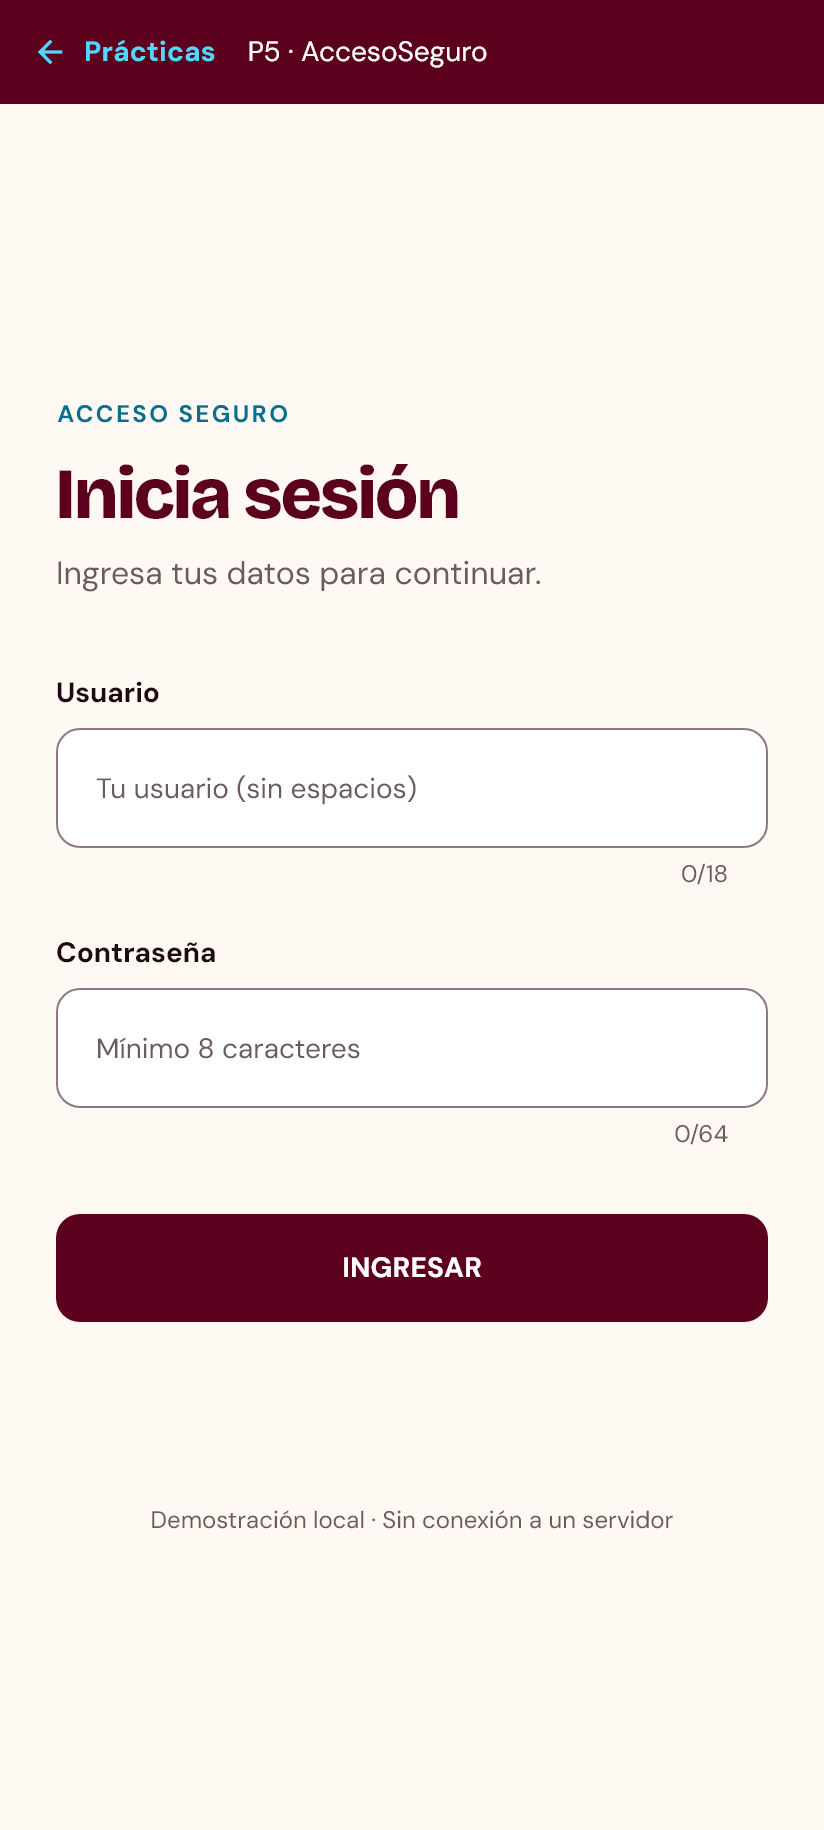 ← Prácticas P5 · AccesoSeguro
ACCESO SEGURO
Inicia sesión
Ingresa tus datos para continuar.
Usuario
Tu usuario (sin espacios)
0/18
Contraseña
Mínimo 8 caracteres
0/64
INGRESAR
Demostración local · Sin conexión a un servidor